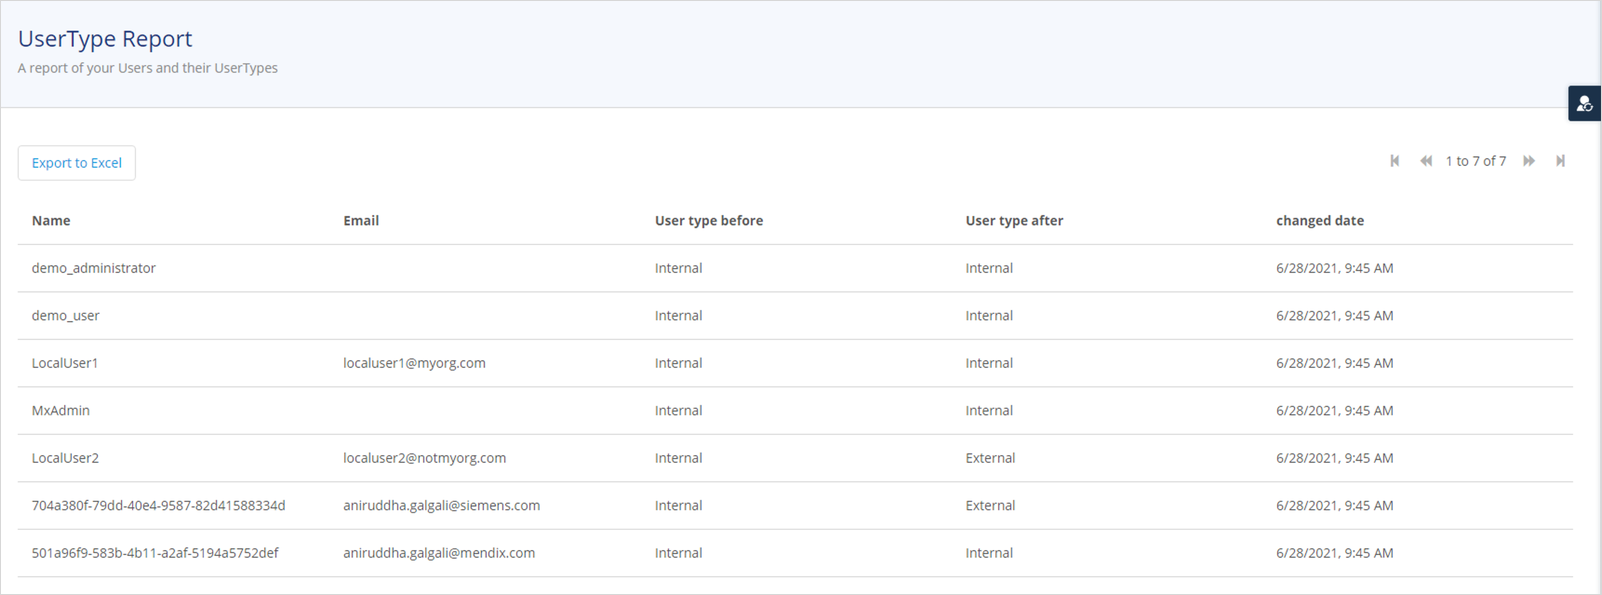 UserType Report
A report of your Users and their UserTypes
Export to Excel
1 to 7 of 7
Name Email User type before User type after changed date
demo_administrator Internal Internal 6/28/2021, 9:45 AM
demo_user Internal Internal 6/28/2021, 9:45 AM
LocalUser1 localuser1@myorg.com Internal Internal 6/28/2021, 9:45 AM
MxAdmin Internal Internal 6/28/2021, 9:45 AM
LocalUser2 localuser2@notmyorg.com Internal External 6/28/2021, 9:45 AM
704a380f-79dd-40e4-9587-82d41588334d aniruddha.galgali@siemens.com Internal External 6/28/2021, 9:45 AM
501a96f9-583b-4b11-a2af-5194a5752def aniruddha.galgali@mendix.com Internal Internal 6/28/2021, 9:45 AM